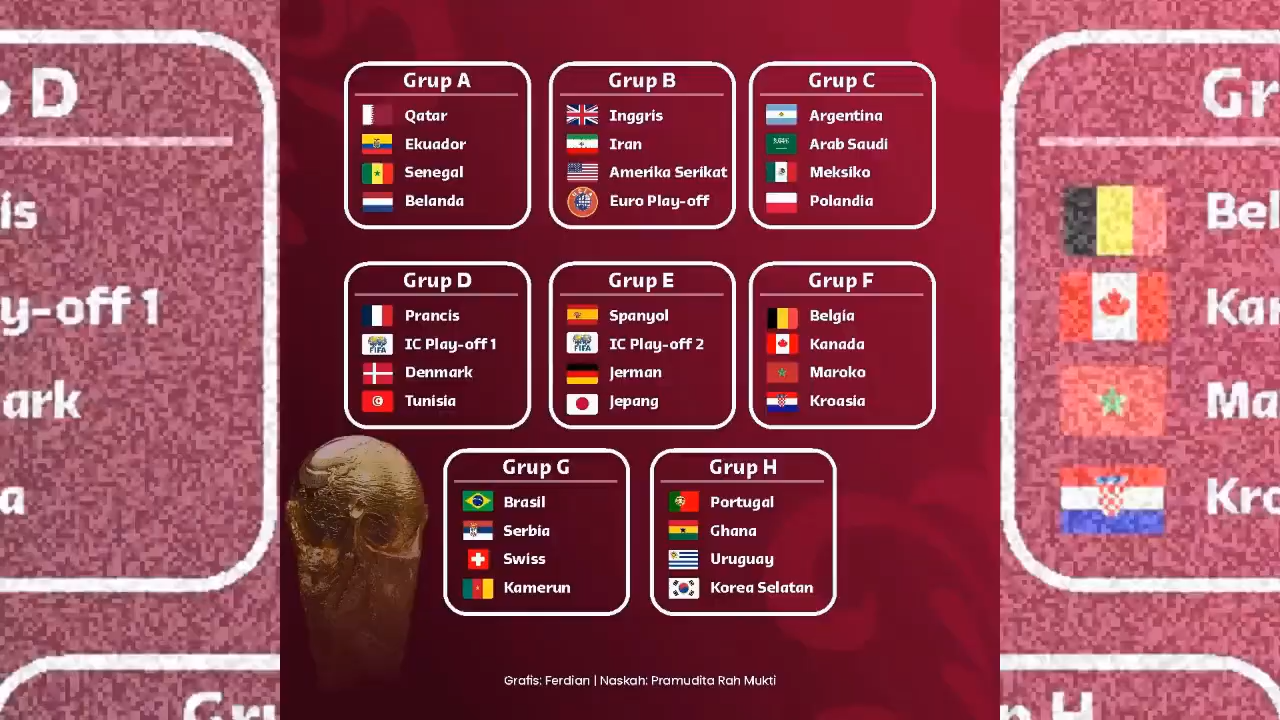 Grup A
Qatar
Ekuador
Senegal
Belanda
Grup B
Inggris
Iran
Amerika Serikat
Euro Play-off
Grup C
Argentina
Arab Saudi
Meksiko
Polandia
Grup D
Prancis
IC Play-off 1
Denmark
Tunisia
Grup E
Spanyol
IC Play-off 2
Jerman
Jepang
Grup F
Belgia
Kanada
Maroko
Kroasia
Grup G
Brasil
Serbia
Swiss
Kamerun
Grup H
Portugal
Ghana
Uruguay
Korea Selatan
Grafis: Ferdian | Naskah: Pramudita Rah Mukti